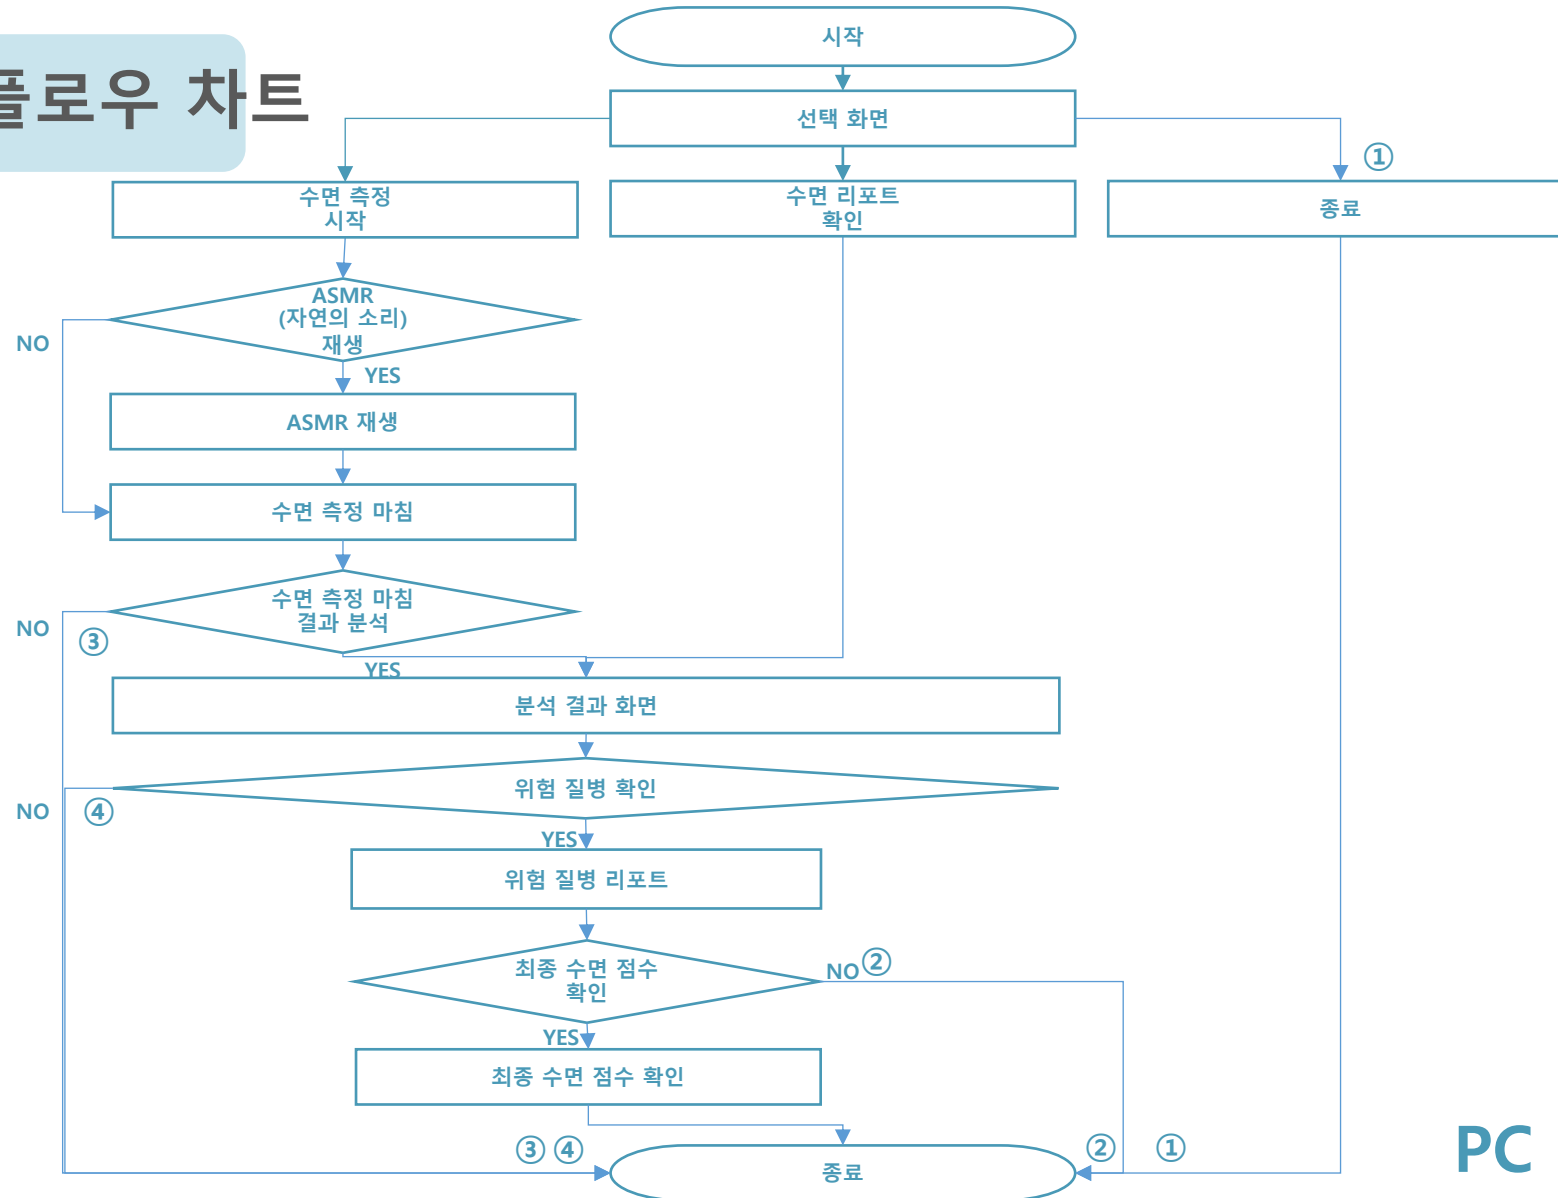 플로우 차트
시작
선택 화면
①
수면 측정
시작
수면 리포트
확인
종료
ASMR
(자연의 소리)
재생
NO
YES
ASMR 재생
수면 측정 마침
수면 측정 마침
결과 분석
NO
③
YES
분석 결과 화면
위험 질병 확인
NO
④
YES
위험 질병 리포트
최종 수면 점수
확인
NO
②
YES
최종 수면 점수 확인
③ ④
종료
②
①
PC